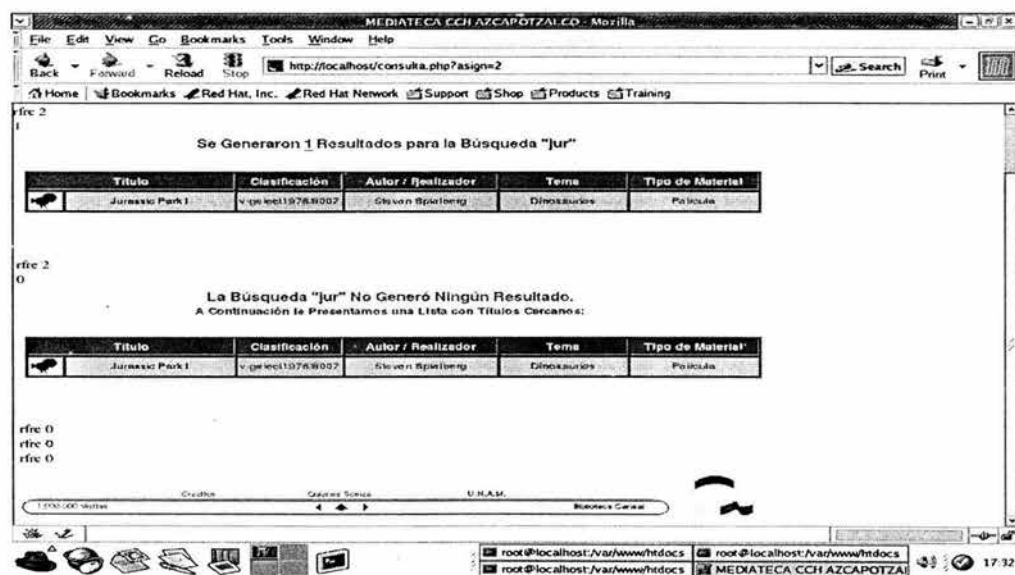 MEDIATECA CCH AZCAPOTZALCO - Mozilla
File Edit View Go Bookmarks Tools Window Help
Back Forward Reload Stop http://localhost/consulta.php?asign=2 Search Print
Home Bookmarks Red Hat, Inc. Red Hat Network Support Shop Products Training
rfre 2
1
Se Generaron 1 Resultados para la Búsqueda "jur"
Titulo Clasificación Autor / Realizador Tema Tipo de Material
Jurassic Park I Steven Spielberg Dinosaurios Película
rfre 2
0
La Búsqueda "jur" No Generó Ningún Resultado.
A Continuación le Presentamos una Lista con Títulos Cercanos:
Titulo Clasificación Autor / Realizador Tema Tipo de Material
Jurassic Park I Steven Spielberg Dinosaurios Película
rfre 0
rfre 0
rfre 0
Creditos Quienes Somos U.N.A.M.
Biblioteca Central
root@localhost:/var/www/htdocs root@localhost:/var/www/htdocs
root@localhost:/var/www/htdocs MEDIATECA CCH AZCAPOTZAL
17:32